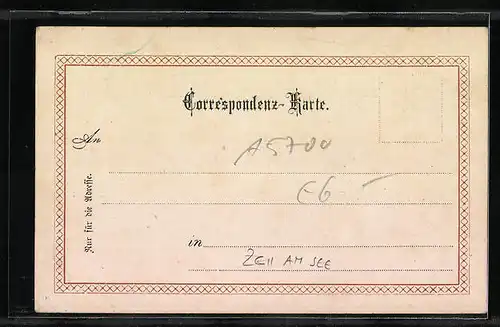 Correspondenz-Karte.
An
A5700
Nur für die Adresse.
E6 –
in
ZELL AM SEE